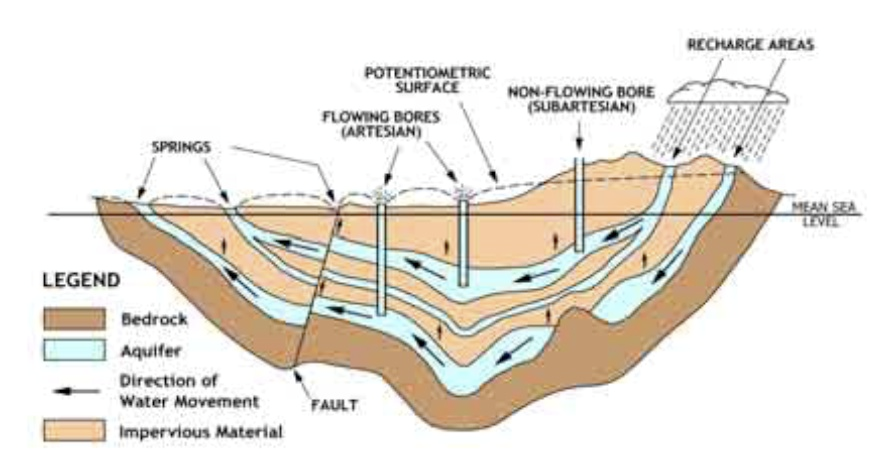 RECHARGE AREAS
POTENTIOMETRIC
SURFACE
NON-FLOWING BORE
(SUBARTESIAN)
FLOWING BORES
(ARTESIAN)
SPRINGS
MEAN SEA
LEVEL
LEGEND
Bedrock
Aquifer
Direction of
Water Movement
Impervious Material
FAULT